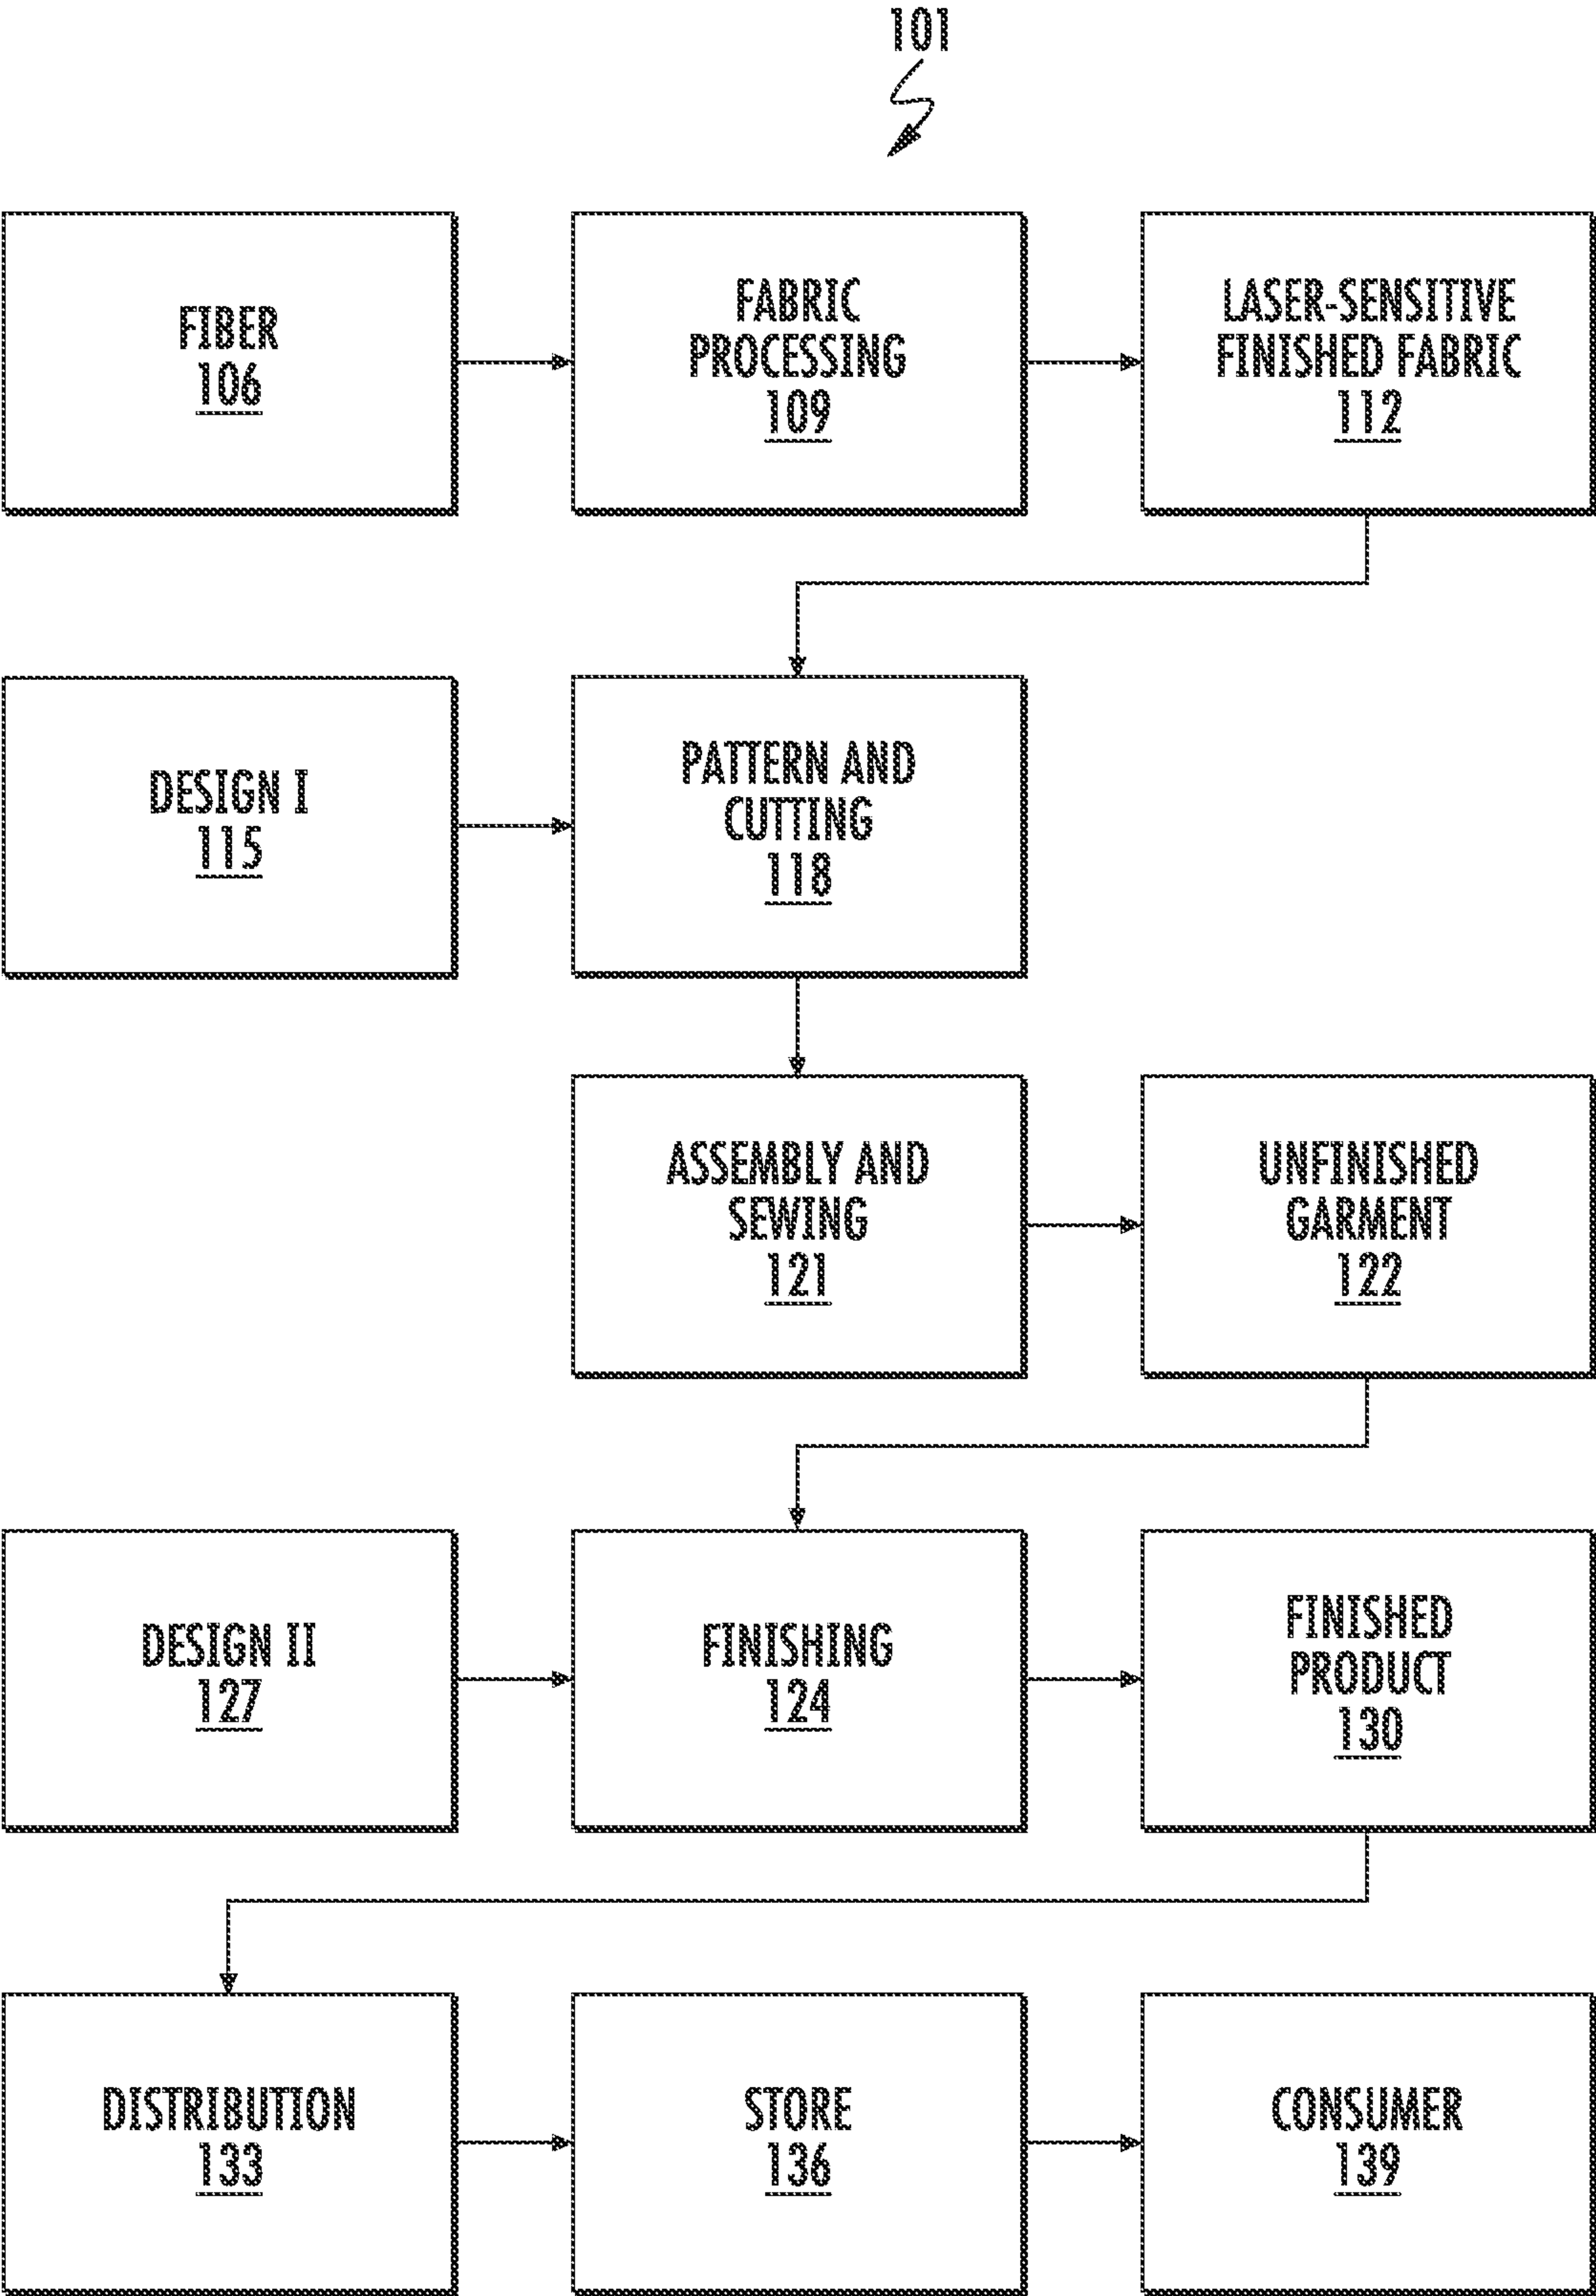 101
FIBER
106
FABRIC
PROCESSING
109
LASER-SENSITIVE
FINISHED FABRIC
112
DESIGN I
115
PATTERN AND
CUTTING
118
ASSEMBLY AND
SEWING
121
UNFINISHED
GARMENT
122
DESIGN II
127
FINISHING
124
FINISHED
PRODUCT
130
DISTRIBUTION
133
STORE
136
CONSUMER
139